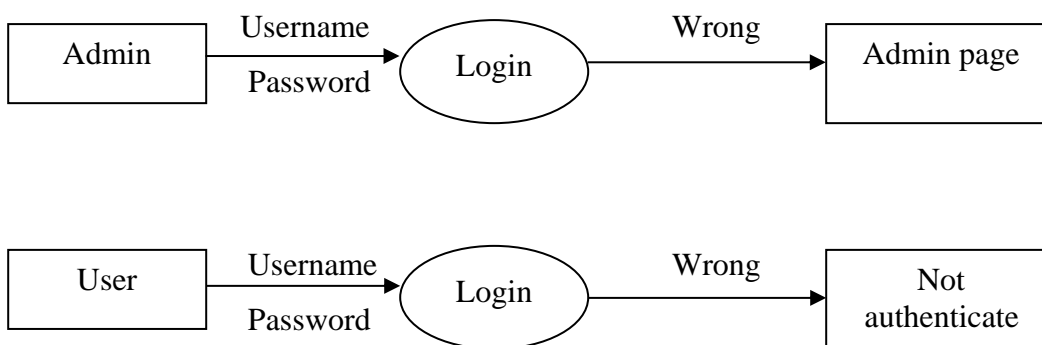 Admin
Username
Password
Login
Wrong
Admin page
User
Username
Password
Login
Wrong
Not
authenticate